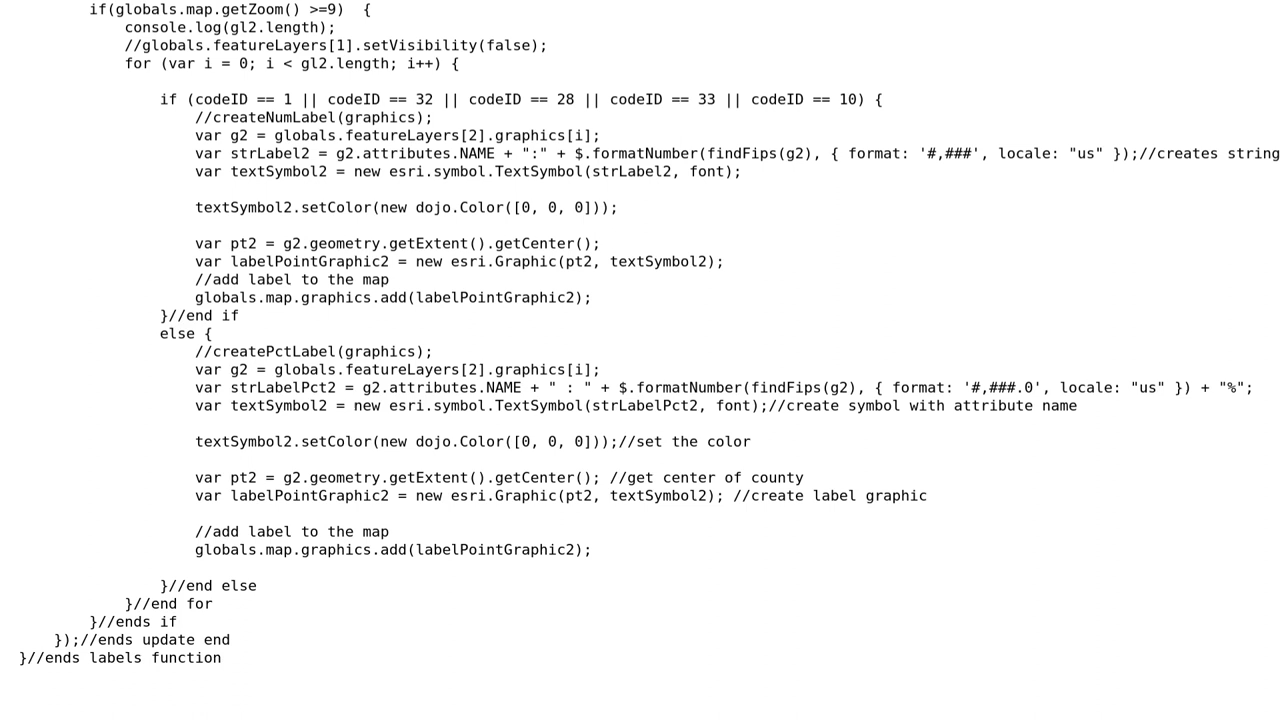 if(globals.map.getZoom() >=9)  {
console.log(gl2.length);
//globals.featureLayers[1].setVisibility(false);
for (var i = 0; i < gl2.length; i++) {
if (codeID == 1 || codeID == 32 || codeID == 28 || codeID == 33 || codeID == 10) {
//createNumLabel(graphics);
var g2 = globals.featureLayers[2].graphics[i];
var strLabel2 = g2.attributes.NAME + ":" + $.formatNumber(findFips(g2), { format: '#,###', locale: "us" });//creates string
var textSymbol2 = new esri.symbol.TextSymbol(strLabel2, font);
textSymbol2.setColor(new dojo.Color([0, 0, 0]));
var pt2 = g2.geometry.getExtent().getCenter();
var labelPointGraphic2 = new esri.Graphic(pt2, textSymbol2);
//add label to the map
globals.map.graphics.add(labelPointGraphic2);
}//end if
else {
//createPctLabel(graphics);
var g2 = globals.featureLayers[2].graphics[i];
var strLabelPct2 = g2.attributes.NAME + " : " + $.formatNumber(findFips(g2), { format: '#,###.0', locale: "us" }) + "%";
var textSymbol2 = new esri.symbol.TextSymbol(strLabelPct2, font);//create symbol with attribute name
textSymbol2.setColor(new dojo.Color([0, 0, 0]));//set the color
var pt2 = g2.geometry.getExtent().getCenter(); //get center of county
var labelPointGraphic2 = new esri.Graphic(pt2, textSymbol2); //create label graphic
//add label to the map
globals.map.graphics.add(labelPointGraphic2);
}//end else
}//end for
}//ends if
});//ends update end
}//ends labels function